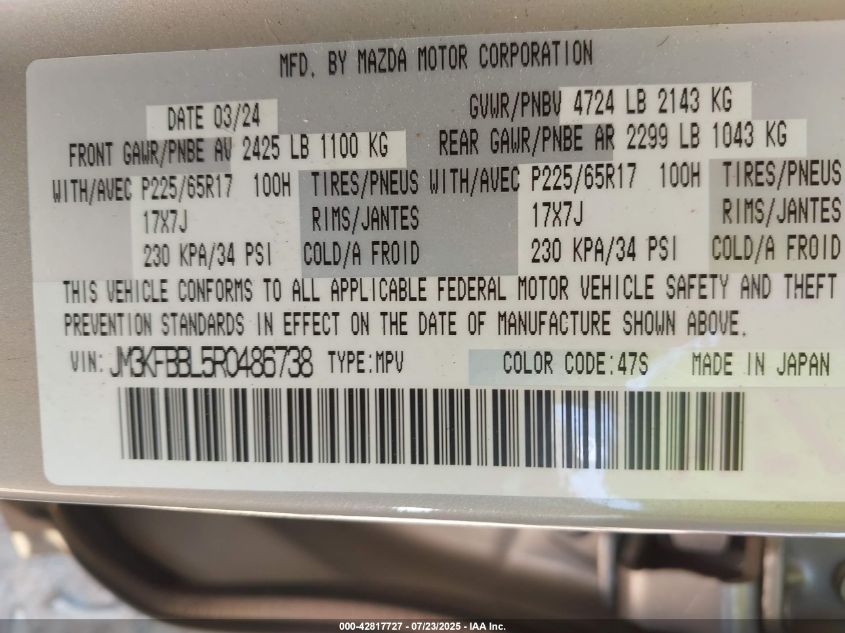 MFD. BY MAZDA MOTOR CORPORATION
DATE 03/24 GVWR/PNBV 4724 LB 2143 KG
FRONT GAWR/PNBE AV 2425 LB 1100 KG REAR GAWR/PNBE AR 2299 LB 1043 KG
WITH/AVEC P225/65R17 100H TIRES/PNEUS WITH/AVEC P225/65R17 100H TIRES/PNEUS
17X7J RIMS/JANTES 17X7J RIMS/JANTES
230 KPA/34 PSI COLD/A FROID 230 KPA/34 PSI COLD/A FROID
THIS VEHICLE CONFORMS TO ALL APPLICABLE FEDERAL MOTOR VEHICLE SAFETY AND THEFT
PREVENTION STANDARDS IN EFFECT ON THE DATE OF MANUFACTURE SHOWN ABOVE.
VIN: JM3KFBBL5R0486738 TYPE:MPV COLOR CODE:47S MADE IN JAPAN
000-42817727 - 07/23/2025 - IAA Inc.